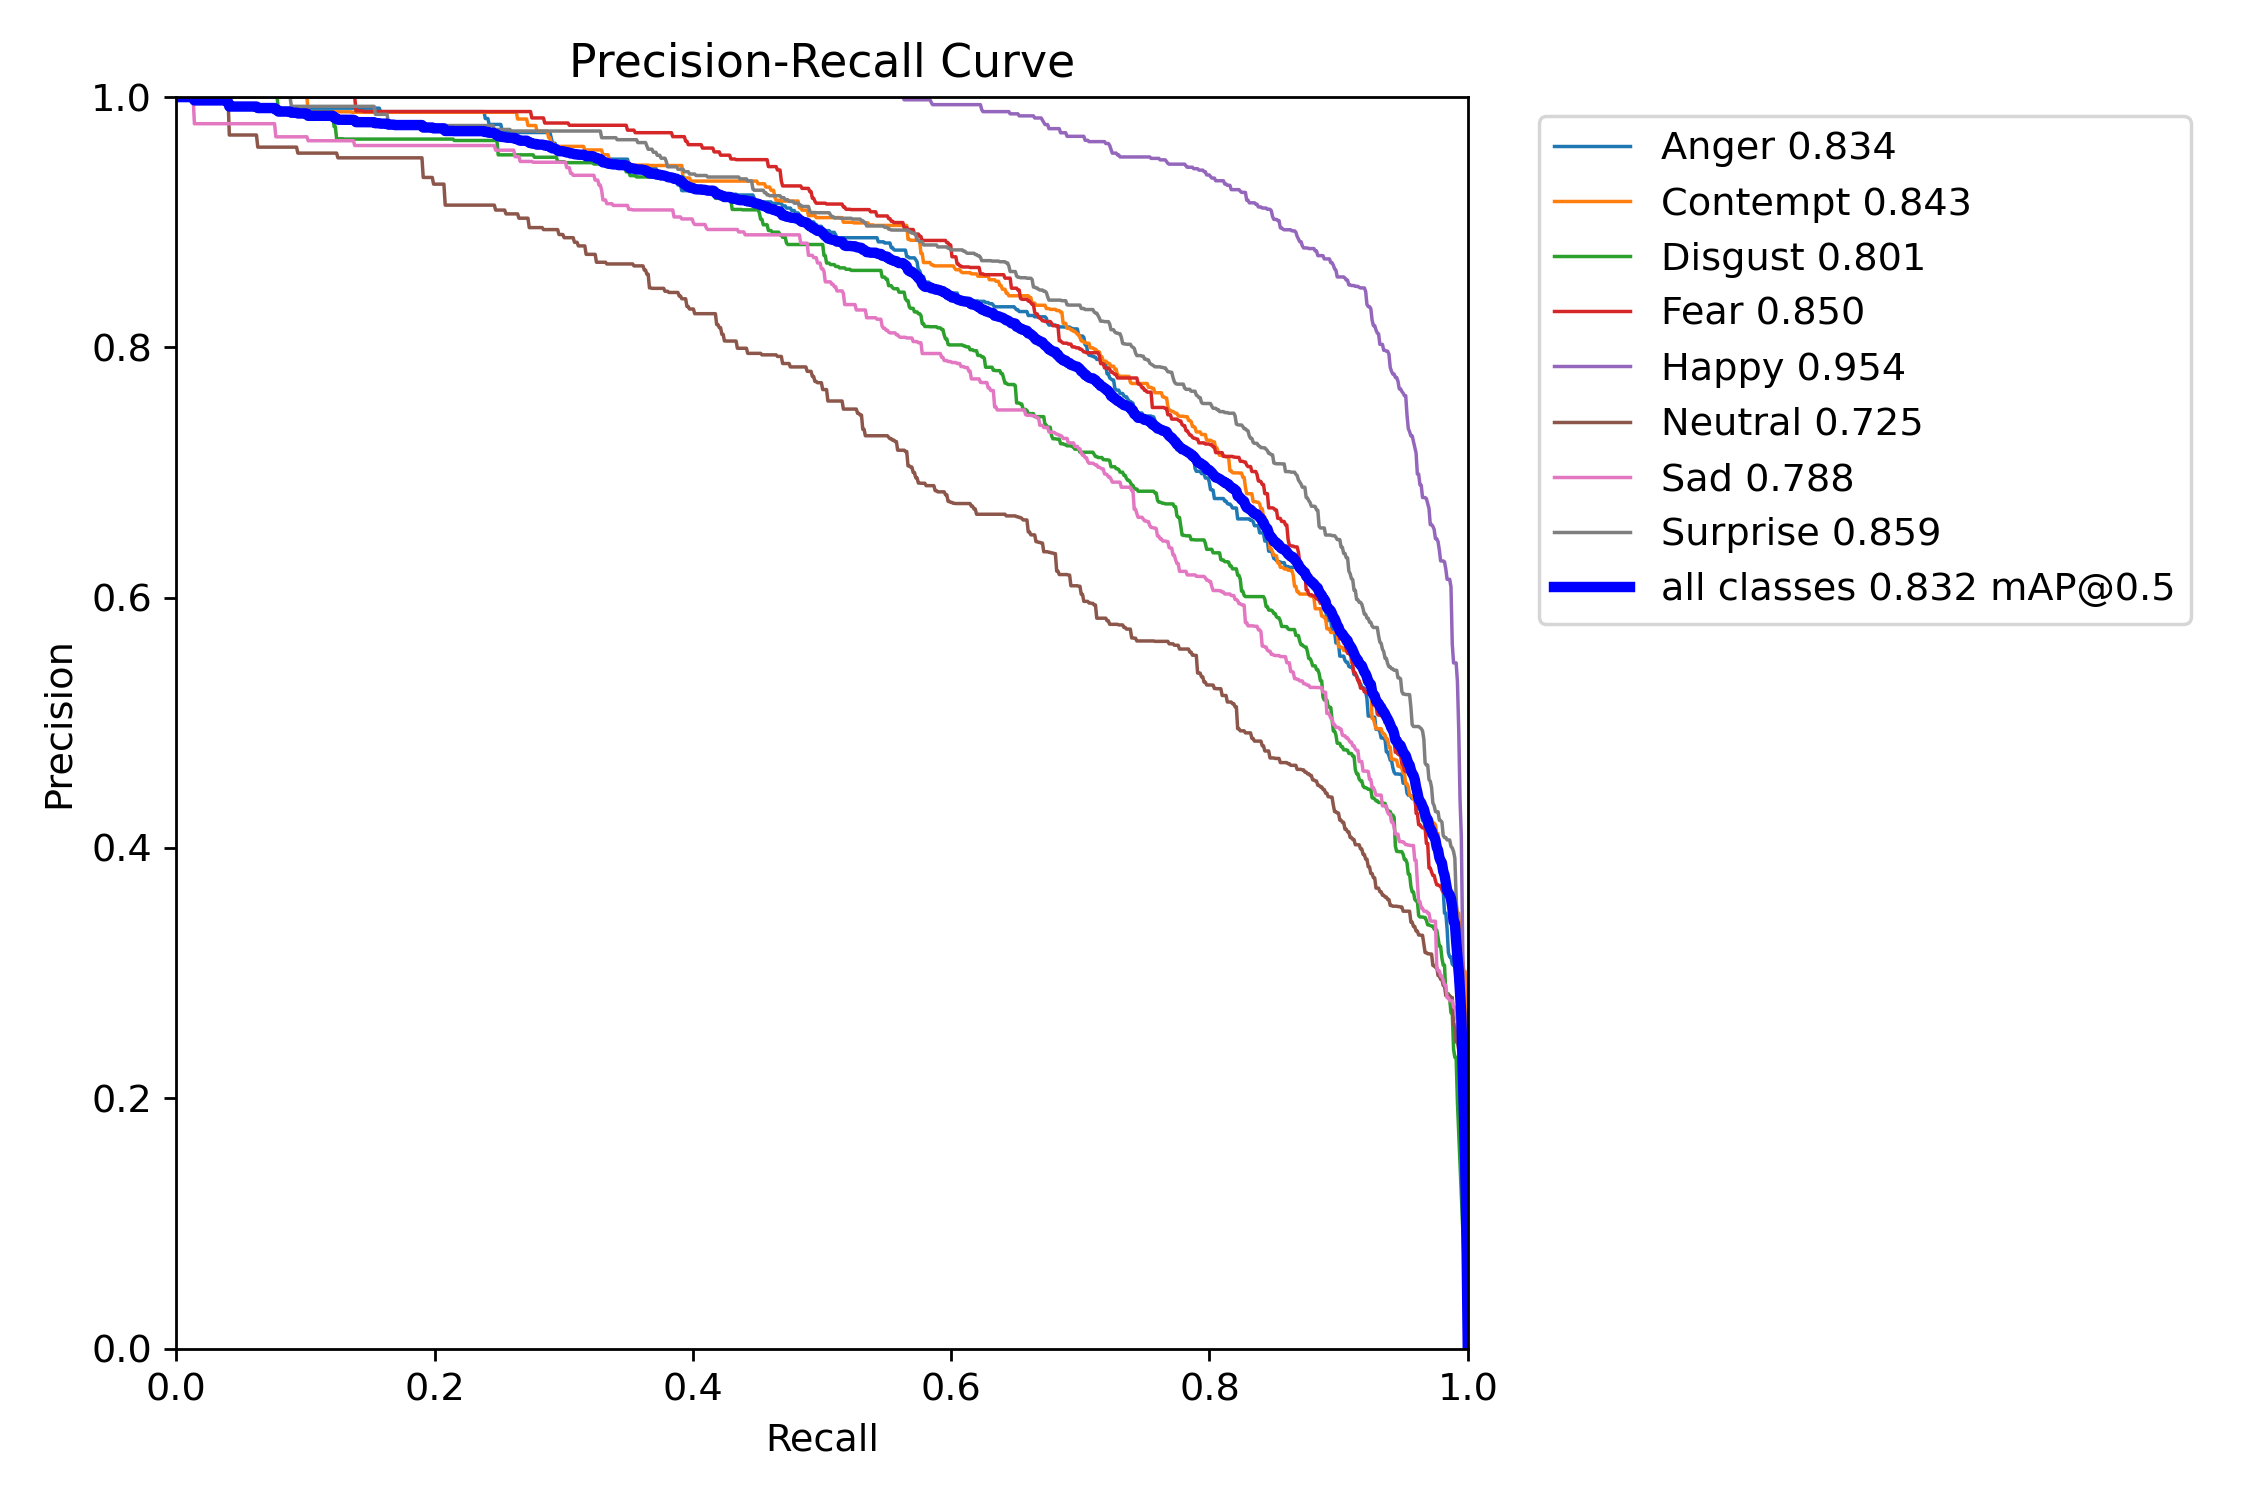 Precision-Recall Curve
1.0
0.8
0.6
0.4
0.2
0.0
Precision
0.0 0.2 0.4 0.6 0.8 1.0
Recall
Anger 0.834
Contempt 0.843
Disgust 0.801
Fear 0.850
Happy 0.954
Neutral 0.725
Sad 0.788
Surprise 0.859
all classes 0.832 mAP@0.5